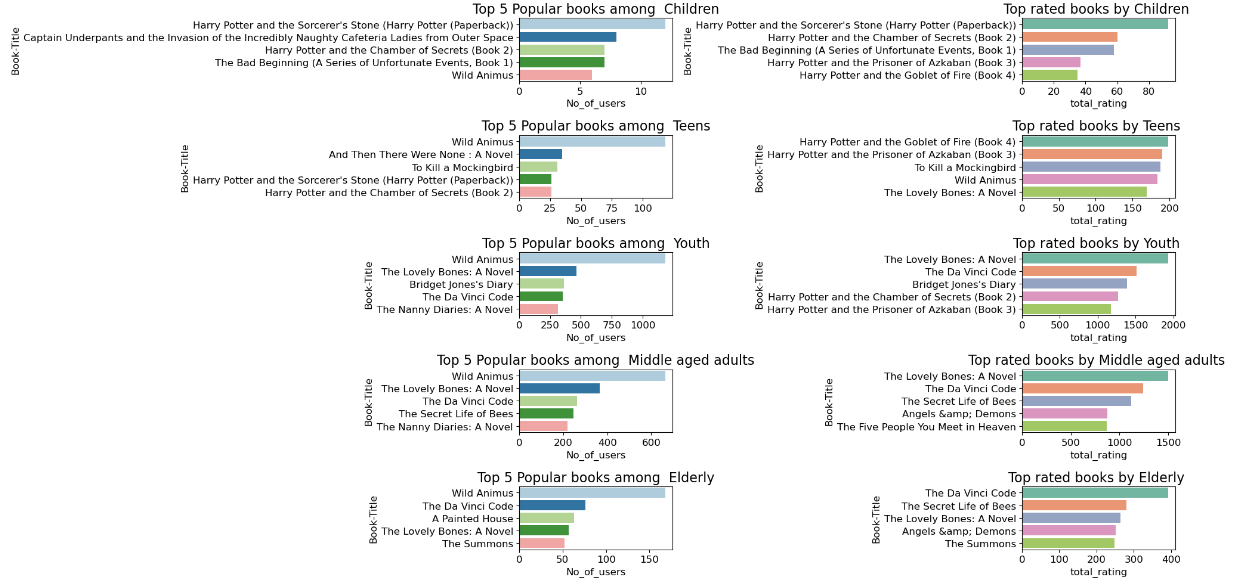 Top 5 Popular books among  Children
Book-Title
Harry Potter and the Sorcerer's Stone (Harry Potter (Paperback))
Captain Underpants and the Invasion of the Incredibly Naughty Cafeteria Ladies from Outer Space
Harry Potter and the Chamber of Secrets (Book 2)
The Bad Beginning (A Series of Unfortunate Events, Book 1)
Wild Animus
0 5 10
No_of_users
Top rated books by Children
Book-Title
Harry Potter and the Sorcerer's Stone (Harry Potter (Paperback))
Harry Potter and the Chamber of Secrets (Book 2)
The Bad Beginning (A Series of Unfortunate Events, Book 1)
Harry Potter and the Prisoner of Azkaban (Book 3)
Harry Potter and the Goblet of Fire (Book 4)
0 20 40 60 80
total_rating
Top 5 Popular books among  Teens
Book-Title
Wild Animus
And Then There Were None : A Novel
To Kill a Mockingbird
Harry Potter and the Sorcerer's Stone (Harry Potter (Paperback))
Harry Potter and the Chamber of Secrets (Book 2)
0 25 50 75 100
No_of_users
Top rated books by Teens
Book-Title
Harry Potter and the Goblet of Fire (Book 4)
Harry Potter and the Prisoner of Azkaban (Book 3)
To Kill a Mockingbird
Wild Animus
The Lovely Bones: A Novel
0 50 100 150 200
total_rating
Top 5 Popular books among  Youth
Book-Title
Wild Animus
The Lovely Bones: A Novel
Bridget Jones's Diary
The Da Vinci Code
The Nanny Diaries: A Novel
0 250 500 750 1000
No_of_users
Top rated books by Youth
Book-Title
The Lovely Bones: A Novel
The Da Vinci Code
Bridget Jones's Diary
Harry Potter and the Chamber of Secrets (Book 2)
Harry Potter and the Prisoner of Azkaban (Book 3)
0 500 1000 1500 2000
total_rating
Top 5 Popular books among  Middle aged adults
Book-Title
Wild Animus
The Lovely Bones: A Novel
The Da Vinci Code
The Secret Life of Bees
The Nanny Diaries: A Novel
0 200 400 600
No_of_users
Top rated books by Middle aged adults
Book-Title
The Lovely Bones: A Novel
The Da Vinci Code
The Secret Life of Bees
Angels &amp; Demons
The Five People You Meet in Heaven
0 500 1000 1500
total_rating
Top 5 Popular books among  Elderly
Book-Title
Wild Animus
The Da Vinci Code
A Painted House
The Lovely Bones: A Novel
The Summons
0 50 100 150
No_of_users
Top rated books by Elderly
Book-Title
The Da Vinci Code
The Secret Life of Bees
The Lovely Bones: A Novel
Angels &amp; Demons
The Summons
0 100 200 300 400
total_rating